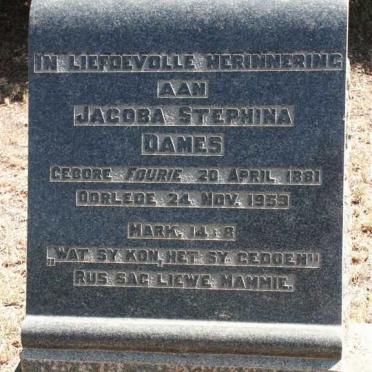 IN LIEFDEVOLLE HERINNERING
AAN
JACOBA STEPHINA
DAMES
GEBORE FOURIE 20 APRIL 1881
OORLEDE 24 NOV. 1959
MARK. 14:8
„WAT SY KON, HET SY GEDOEN"
RUS SAG LIEWE MAMMIE.